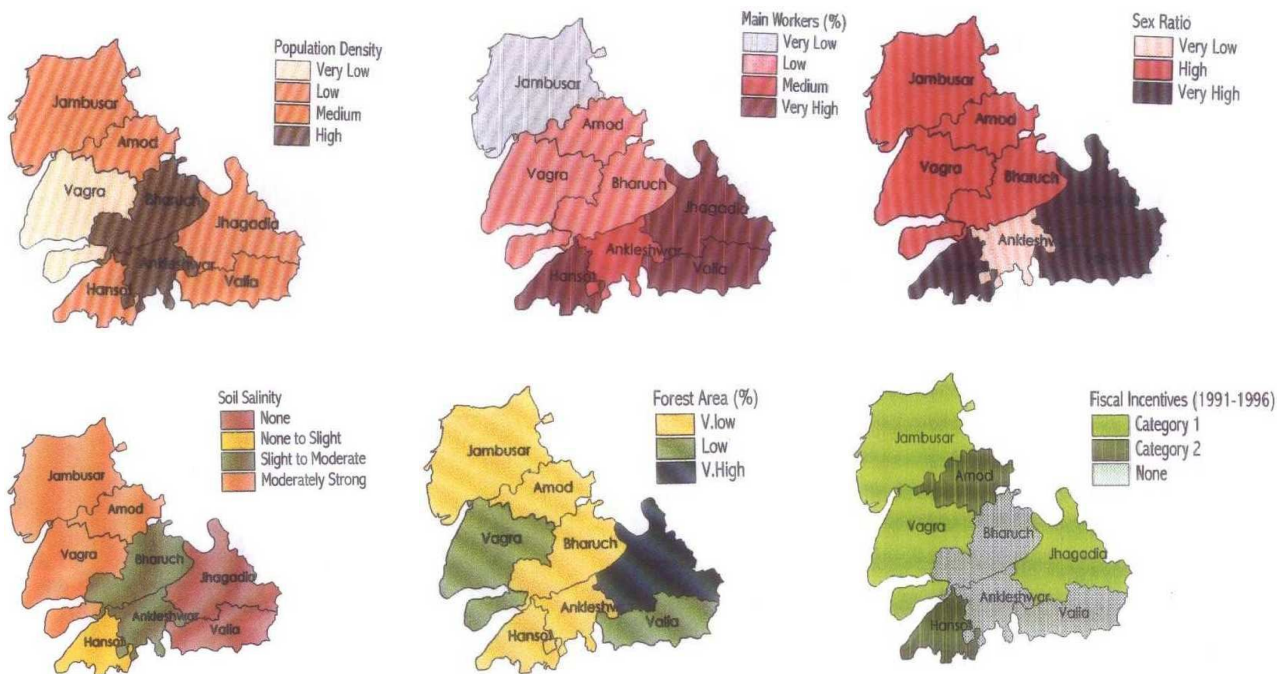 Population Density
Very Low
Low
Medium
High
Jambusar
Amod
Vagra
Bharuch
Jhagadia
Ankleshwar
Hansot
Valia
Main Workers (%)
Very Low
Low
Medium
Very High
Jambusar
Amod
Vagra
Bharuch
Jhagadia
Ankleshwar
Hansot
Valia
Sex Ratio
Very Low
High
Very High
Jambusar
Amod
Vagra
Bharuch
Ankleshw
Soil Salinity
None
None to Slight
Slight to Moderate
Moderately Strong
Jambusar
Amod
Vagra
Bharuch
Jhagadia
Ankleshwar
Hansot
Valia
Forest Area (%)
V.low
Low
V.High
Jambusar
Amod
Vagra
Bharuch
Ankleshw
Hansot
Valia
Fiscal Incentives (1991-1996)
Category 1
Category 2
None
Jambusar
Amod
Vagra
Bharuch
Jhagadia
Ankleshwar
Hansot
Valia